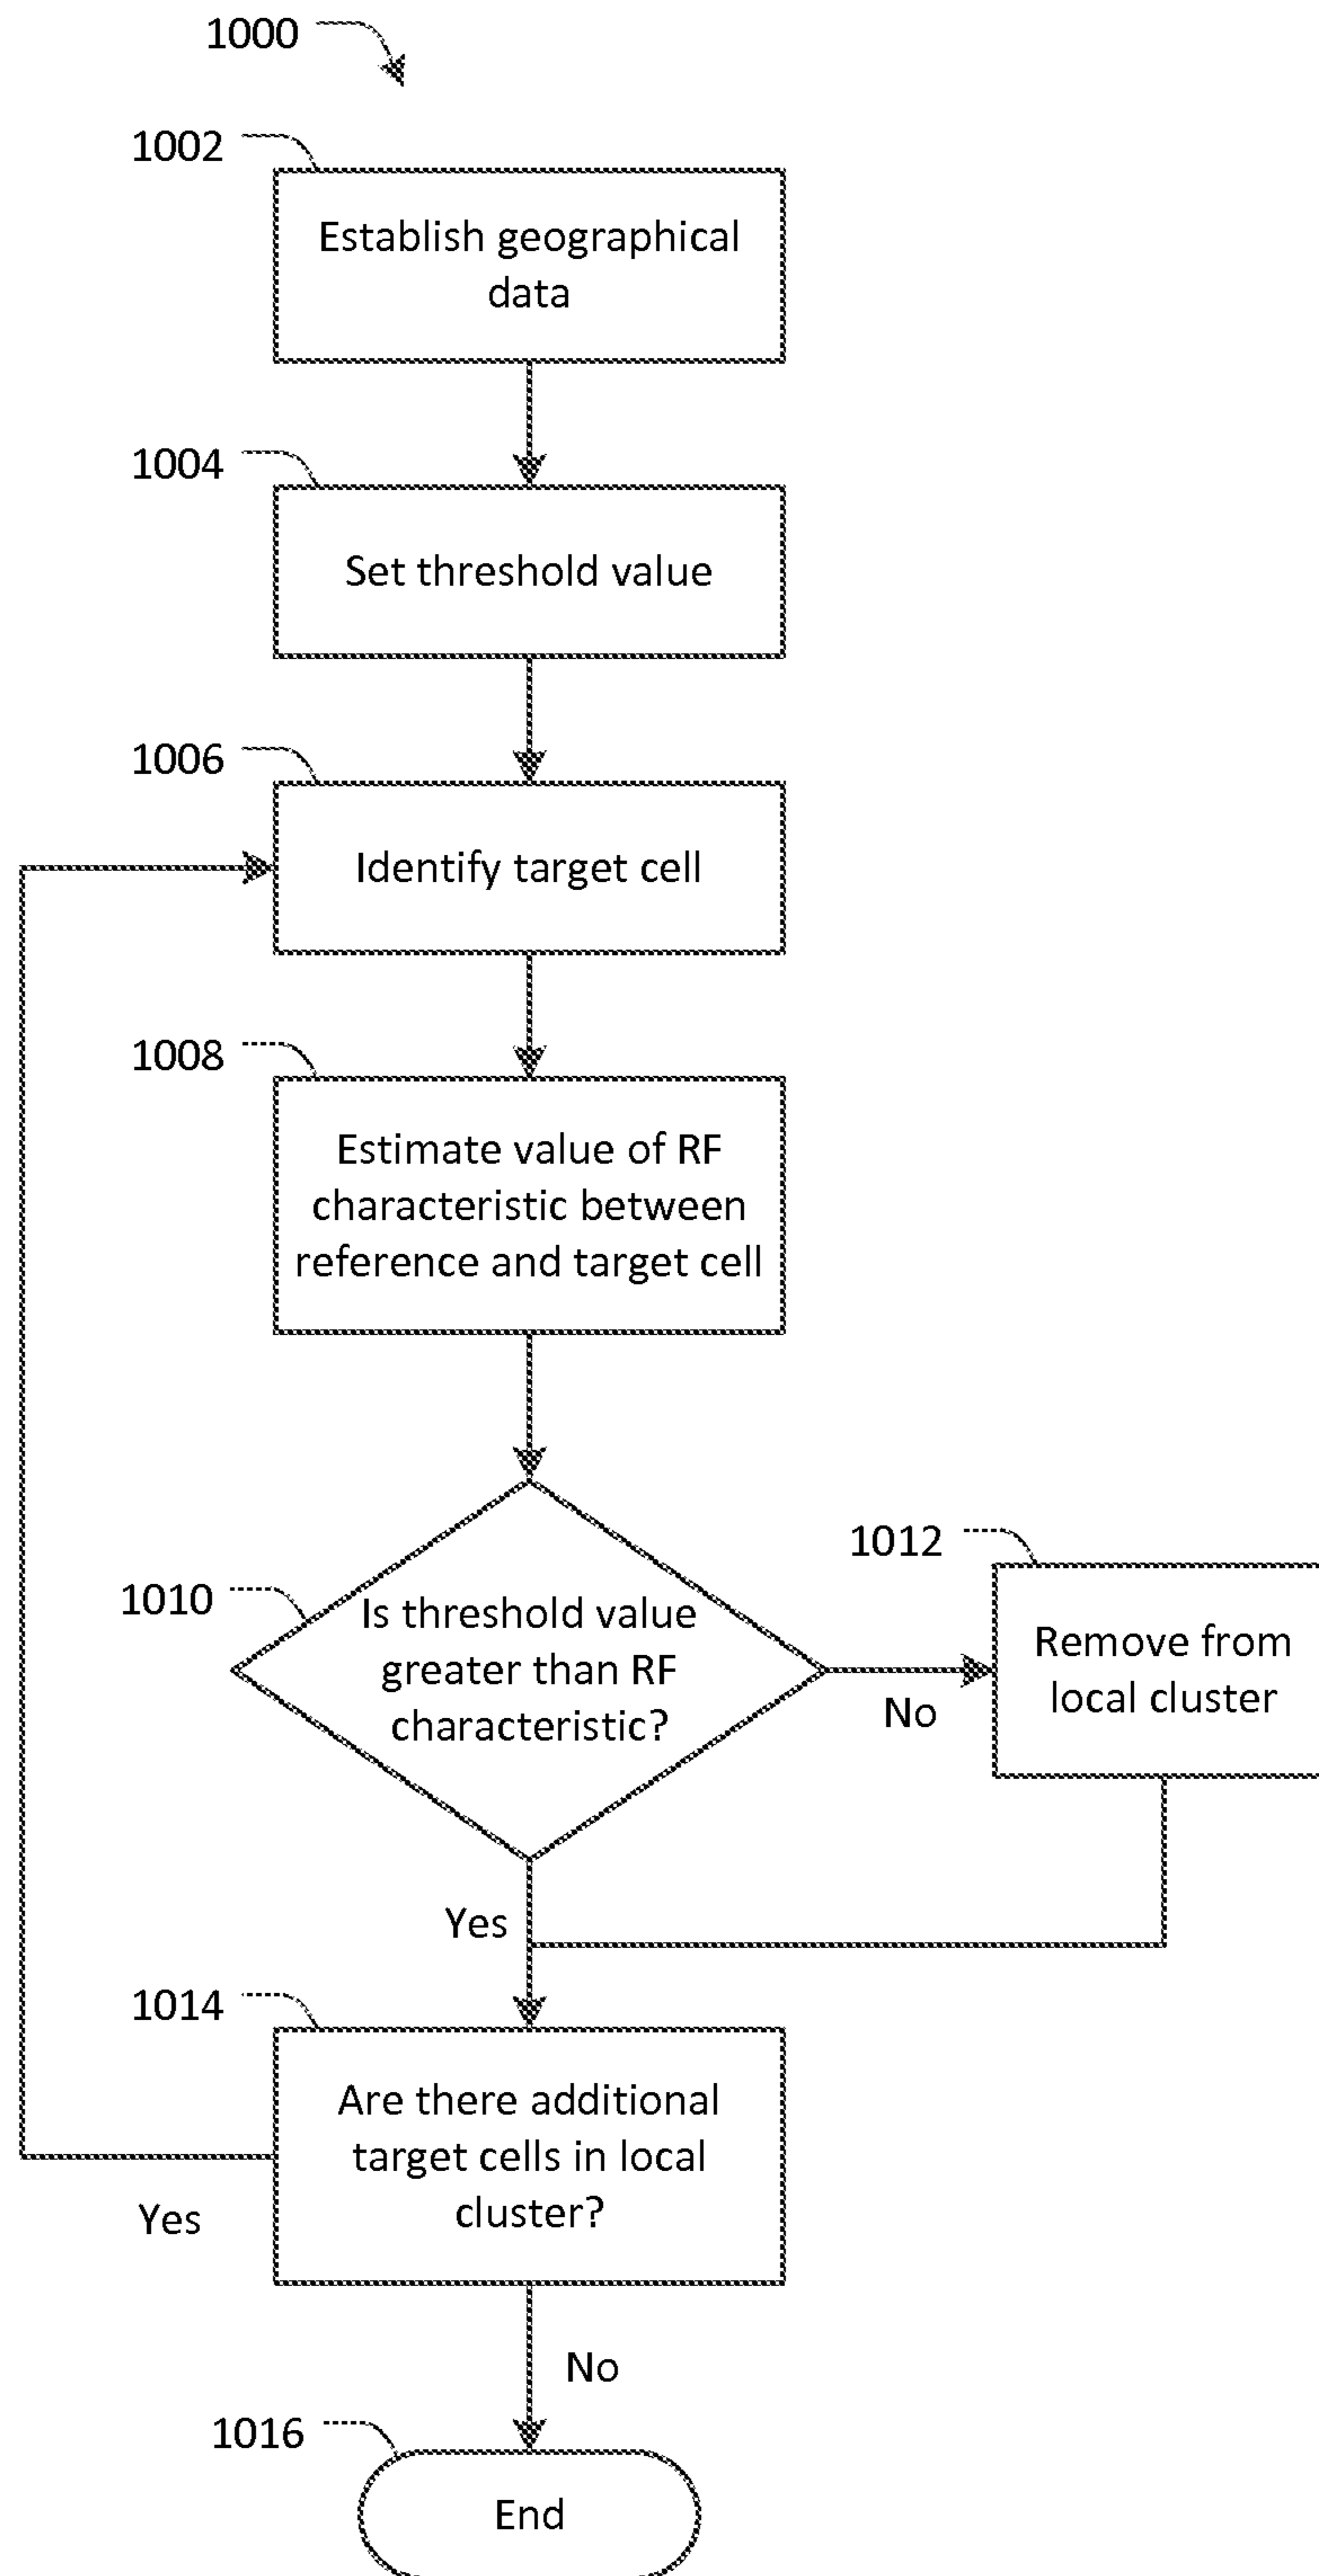 1000
1002
Establish geographical
data
1004
Set threshold value
1006
Identify target cell
1008
Estimate value of RF
characteristic between
reference and target cell
1010
Is threshold value
greater than RF
characteristic?
No
1012
Remove from
local cluster
Yes
1014
Are there additional
target cells in local
cluster?
Yes
No
1016
End